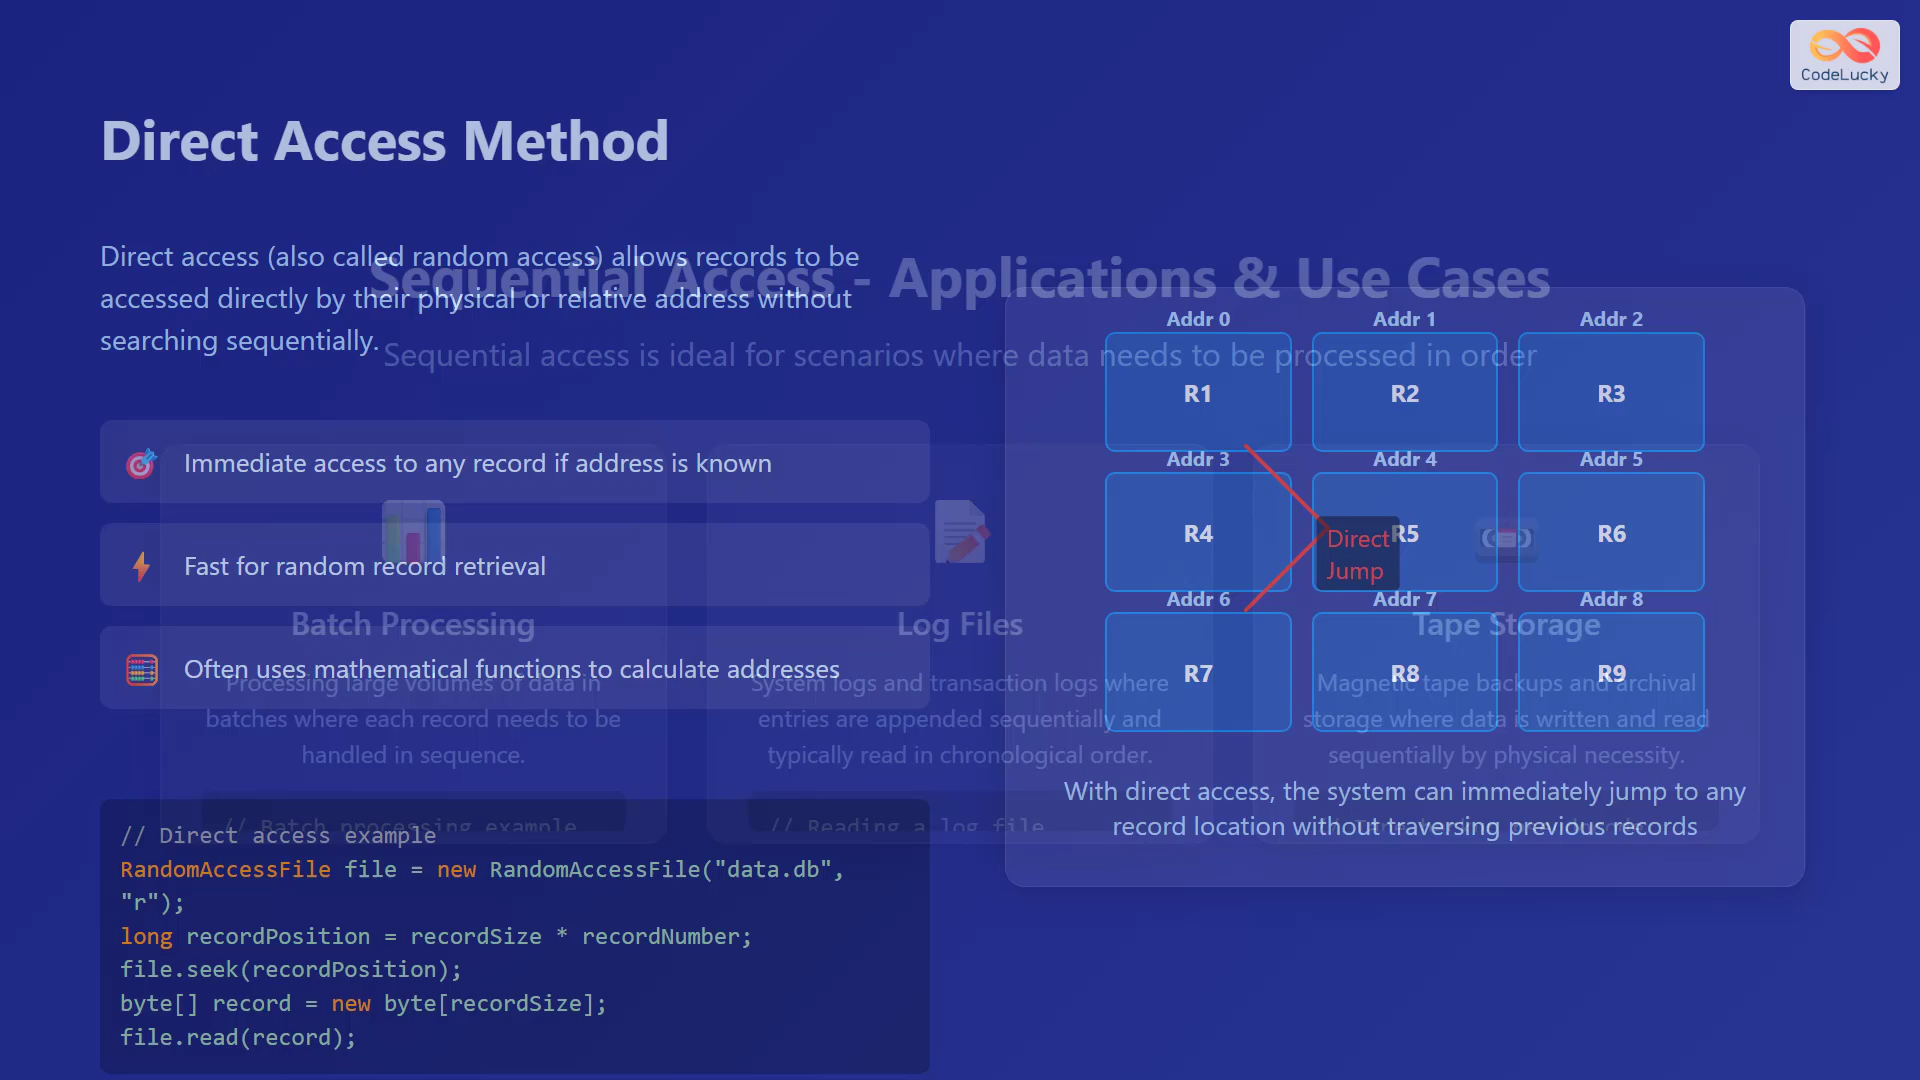 CodeLucky
Direct Access Method
Direct access (also called random access) allows records to be
accessed directly by their physical or relative address without
searching sequentially.
Immediate access to any record if address is known
Fast for random record retrieval
Often uses mathematical functions to calculate addresses
// Direct access example
RandomAccessFile file = new RandomAccessFile("data.db",
"r");
long recordPosition = recordSize * recordNumber;
file.seek(recordPosition);
byte[] record = new byte[recordSize];
file.read(record);
Addr 0 Addr 1 Addr 2
R1 R2 R3
Addr 3 Addr 4 Addr 5
R4 R5 R6
Direct
Jump
Addr 6 Addr 7 Addr 8
R7 R8 R9
With direct access, the system can immediately jump to any
record location without traversing previous records
Sequential Access - Applications & Use Cases
Sequential access is ideal for scenarios where data needs to be processed in order
Batch Processing
Processing large volumes of data in
batches where each record needs to be
handled in sequence.
// Batch processing example
Log Files
System logs and transaction logs where
entries are appended sequentially and
typically read in chronological order.
// Reading a log file
Tape Storage
Magnetic tape backups and archival
storage where data is written and read
sequentially by physical necessity.